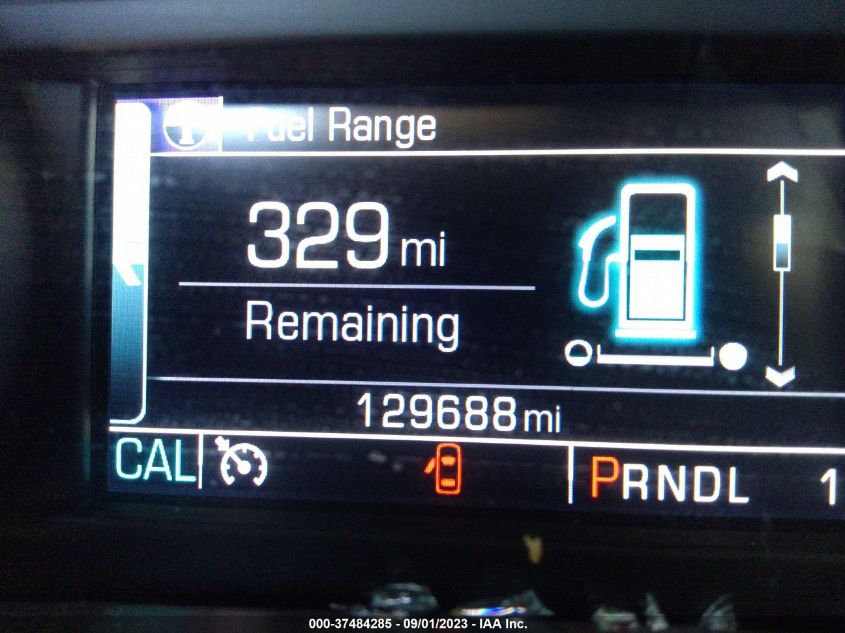 Fuel Range
329 mi
Remaining
129688 mi
CAL PRNDL 1
000-37484285 - 09/01/2023 - IAA Inc.